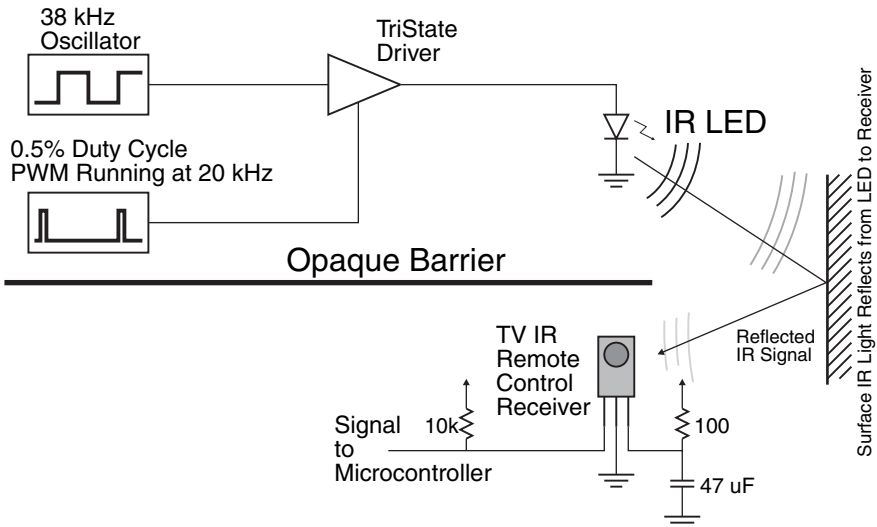 38 kHz
Oscillator
TriState
Driver
0.5% Duty Cycle
PWM Running at 20 kHz
IR LED
Opaque Barrier
Surface IR Light Reflects from LED to Receiver
Reflected
IR Signal
TV IR
Remote
Control
Receiver
Signal
to
Microcontroller
10k
100
47 uF